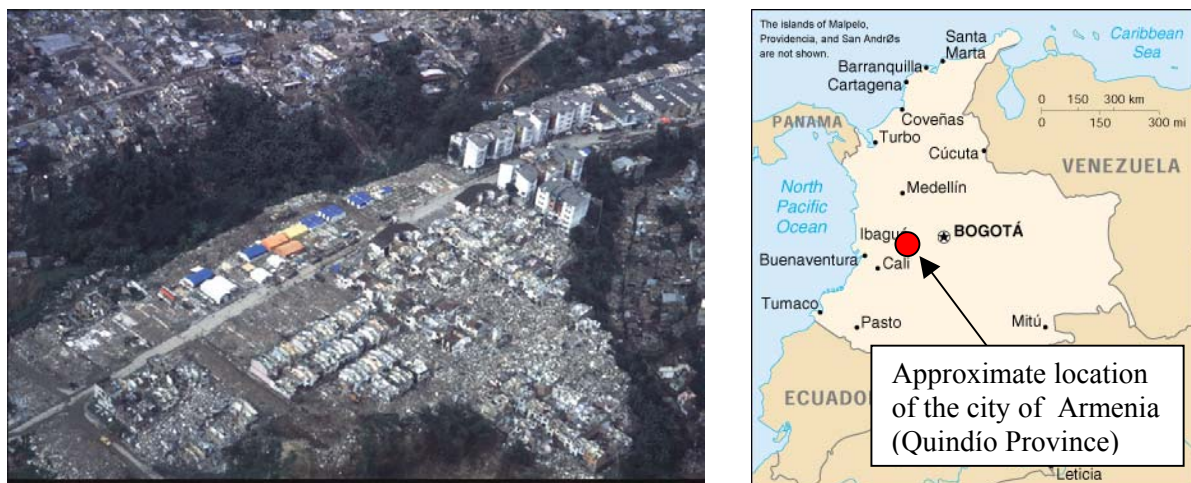 The islands of Malpelo,
Providencia, and San AndrØs
are not shown.
Santa
Marta
Caribbean
Sea
Barranquilla
Cartagena
0 150 300 km
0 150 300 mi
PANAMA
Coveñas
Turbo
Cúcuta
VENEZUELA
North
Pacific
Ocean
Medellín
Ibagué
BOGOTÁ
Buenaventura
Cali
Tumaco
Pasto
Mitú
ECUADO
Approximate location
of the city of Armenia
(Quindío Province)
Leticia